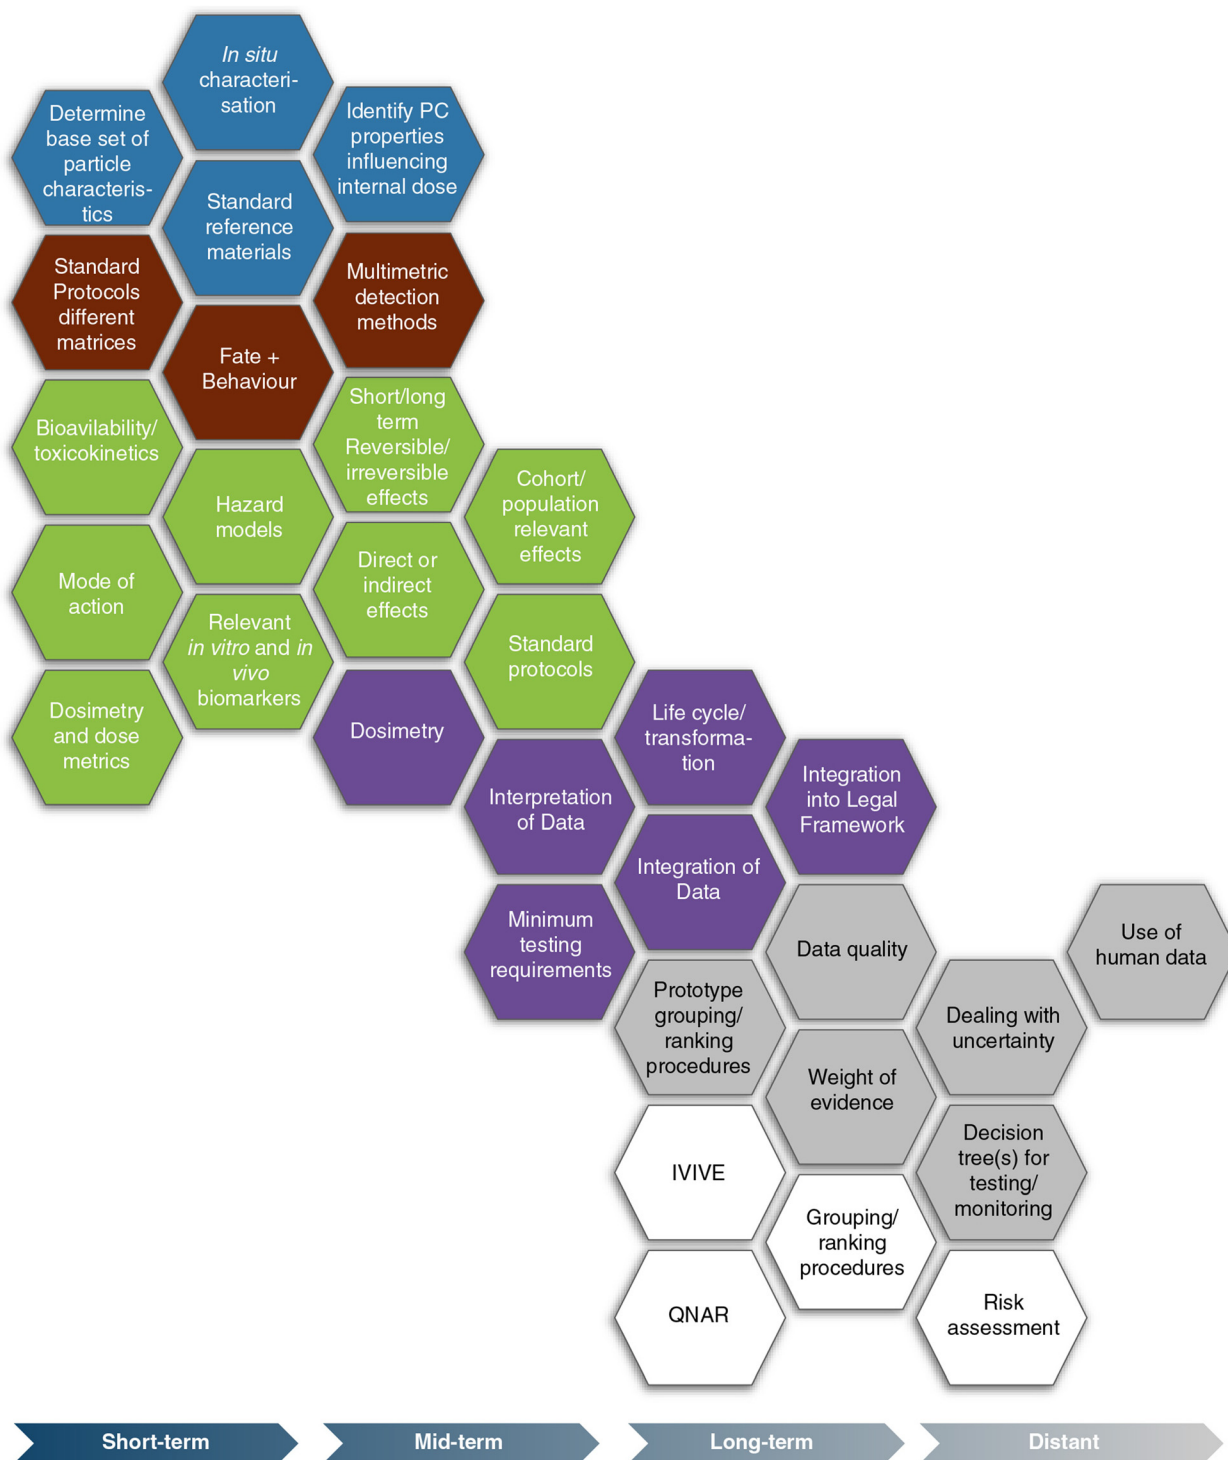 In situ
characteri-
sation
Determine
base set of
particle
characteris-
tics
Identify PC
properties
influencing
internal dose
Standard
reference
materials
Standard
Protocols
different
matrices
Multimetric
detection
methods
Fate +
Behaviour
Bioavilability/
toxicokinetics
Short/long
term
Reversible/
irreversible
effects
Hazard
models
Cohort/
population
relevant
effects
Mode of
action
Direct or
indirect
effects
Relevant
in vitro and in
vivo
biomarkers
Standard
protocols
Dosimetry
and dose
metrics
Dosimetry
Life cycle/
transforma-
tion
Interpretation
of Data
Integration
into Legal
Framework
Integration of
Data
Minimum
testing
requirements
Data quality
Use of
human data
Prototype
grouping/
ranking
procedures
Dealing with
uncertainty
Weight of
evidence
IVIVE
Decision
tree(s) for
testing/
monitoring
Grouping/
ranking
procedures
QNAR
Risk
assessment
Short-term
Mid-term
Long-term
Distant